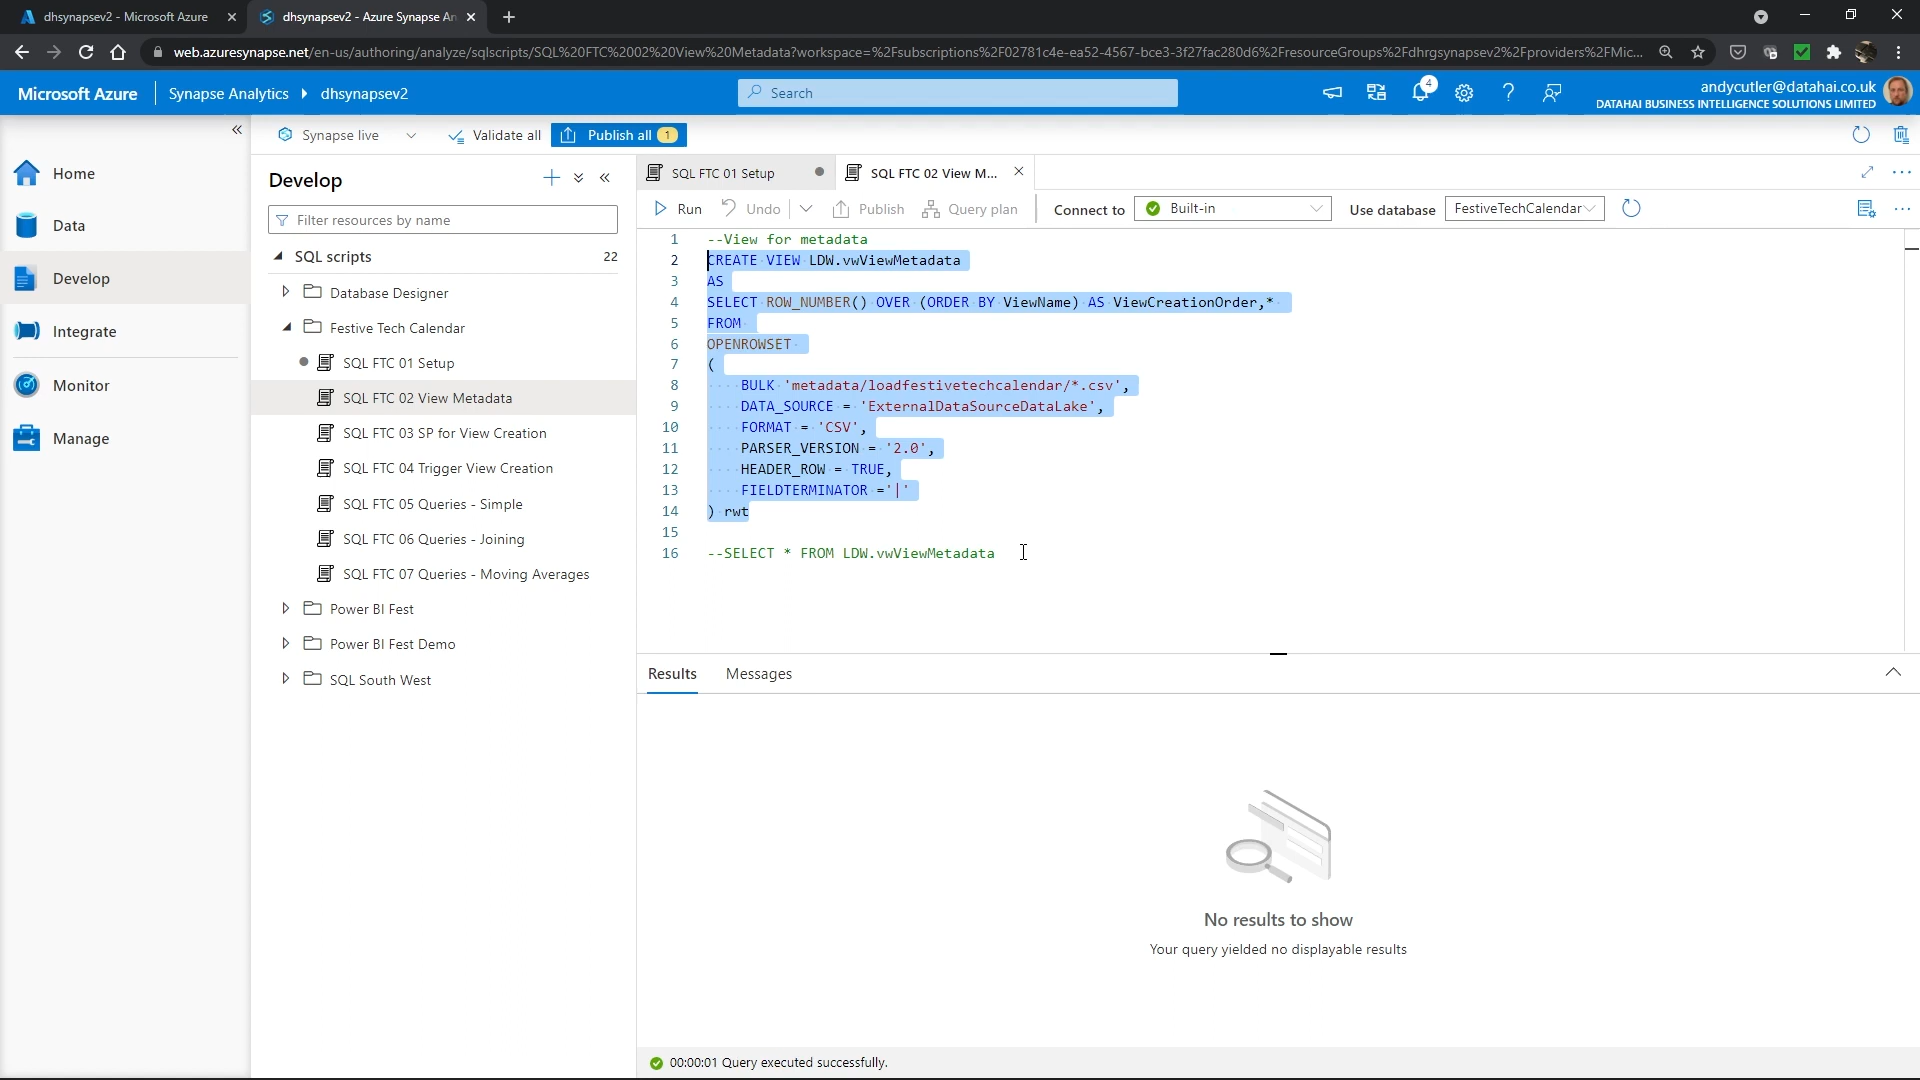 dhsynapsev2 - Microsoft Azure
dhsynapsev2 - Azure Synapse An
web.azuresynapse.net/en-us/authoring/analyze/sqlscripts/SQL%20FTC%2002%20View%20Metadata?workspace=%2Fsubscriptions%2F02781c4e-ea52-4567-bce3-3f27fac280d6%2FresourceGroups%2Fdhrgsynapsev2%2Fproviders%2FMic...
Microsoft Azure
Synapse Analytics
dhsynapsev2
Search
4
andycutler@datahai.co.uk
DATAHAI BUSINESS INTELLIGENCE SOLUTIONS LIMITED
Synapse live
Validate all
Publish all 1
Home
Data
Develop
Integrate
Monitor
Manage
Develop
Filter resources by name
SQL scripts 22
Database Designer
Festive Tech Calendar
SQL FTC 01 Setup
SQL FTC 02 View Metadata
SQL FTC 03 SP for View Creation
SQL FTC 04 Trigger View Creation
SQL FTC 05 Queries - Simple
SQL FTC 06 Queries - Joining
SQL FTC 07 Queries - Moving Averages
Power BI Fest
Power BI Fest Demo
SQL South West
SQL FTC 01 Setup
SQL FTC 02 View M...
Run Undo Publish Query plan Connect to Built-in Use database FestiveTechCalendar
1 --View for metadata
2 CREATE VIEW LDW.vwViewMetadata
3 AS
4 SELECT ROW_NUMBER() OVER (ORDER BY ViewName) AS ViewCreationOrder,*
5 FROM
6 OPENROWSET
7 (
8 BULK 'metadata/loadfestivetechcalendar/*.csv',
9 DATA_SOURCE = 'ExternalDataSourceDataLake',
10 FORMAT = 'CSV',
11 PARSER_VERSION = '2.0',
12 HEADER_ROW = TRUE,
13 FIELDTERMINATOR ='|'
14 ) rwt
15
16 --SELECT * FROM LDW.vwViewMetadata
Results Messages
No results to show
Your query yielded no displayable results
00:00:01 Query executed successfully.